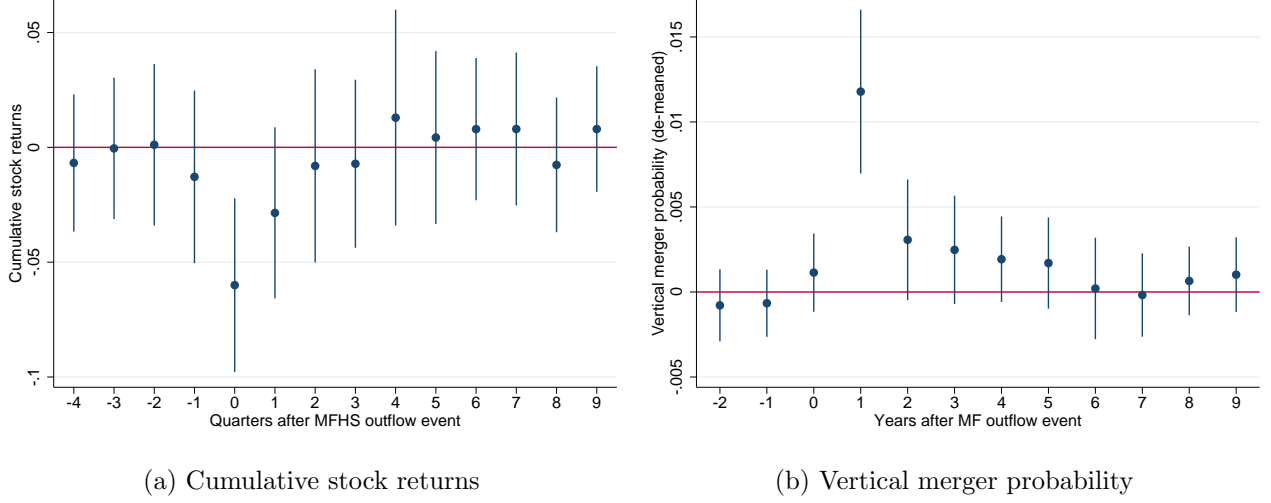 Cumulative stock returns
.05
0
-.05
-.1
-4 -3 -2 -1 0 1 2 3 4 5 6 7 8 9
Quarters after MFHS outflow event
(a) Cumulative stock returns
Vertical merger probability (de-meaned)
.015
.01
.005
0
-.005
-2 -1 0 1 2 3 4 5 6 7 8 9
Years after MF outflow event
(b) Vertical merger probability